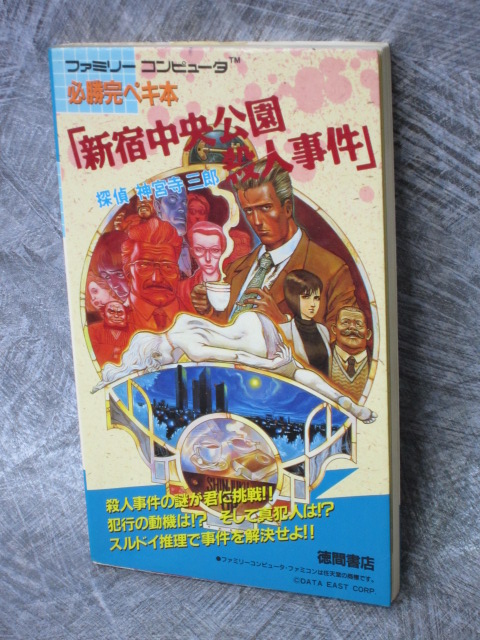 ファミリー コンピュータ™
必勝完ペキ本
「新宿中央公園
殺人事件」
探偵 神宮寺 三郎
殺人事件の謎が君に挑戦!!
犯行の動機は!? そして真犯人は!?
スルドイ推理で事件を解決せよ!!
徳間書店
●ファミリーコンピュータ・ファミコンは任天堂の商標です。
©DATA EAST CORP.